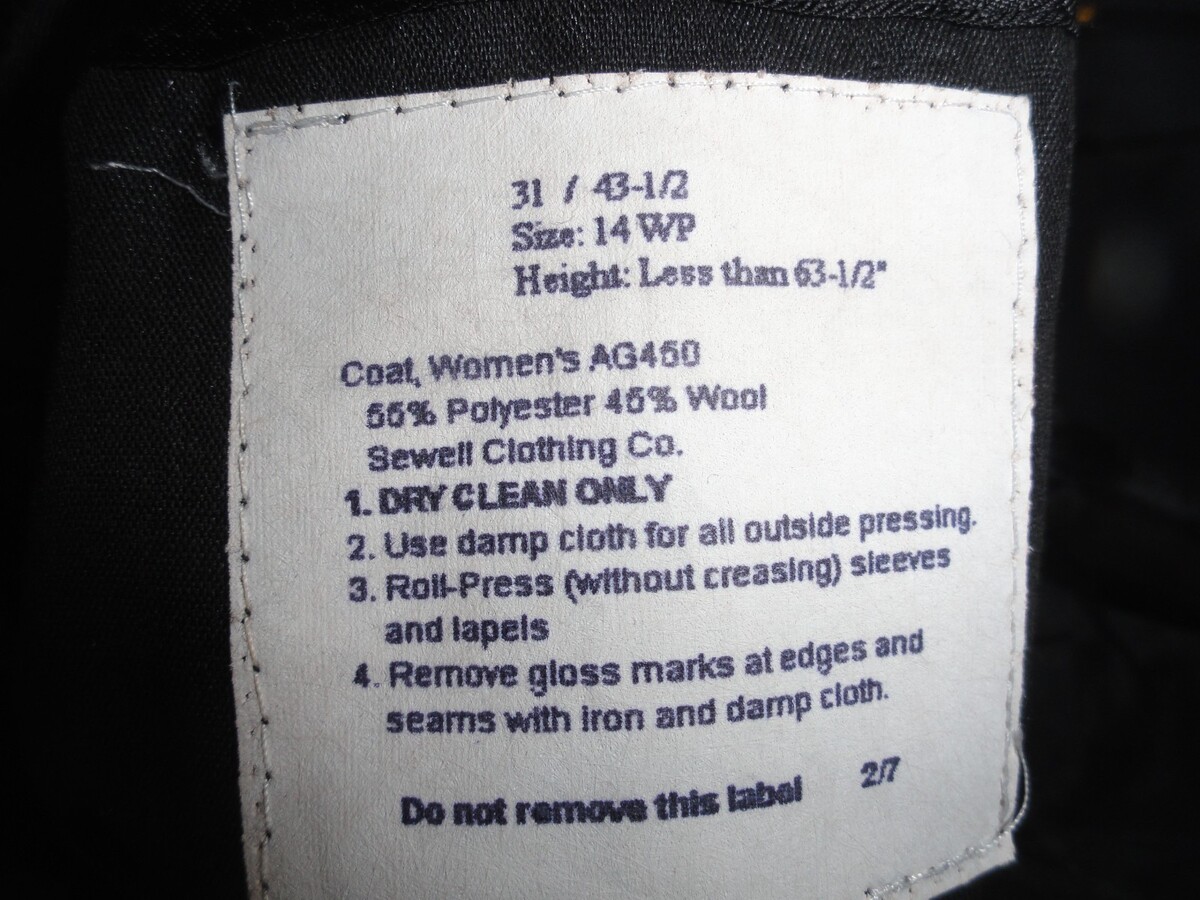 31 / 43-1/2
Size: 14 WP
Height: Less than 63-1/2"
Coat, Women's AG450
55% Polyester 45% Wool
Sewell Clothing Co.
1. DRY CLEAN ONLY
2. Use damp cloth for all outside pressing.
3. Roll-Press (without creasing) sleeves
and lapels
4. Remove gloss marks at edges and
seams with iron and damp cloth.
Do not remove this label 2/7